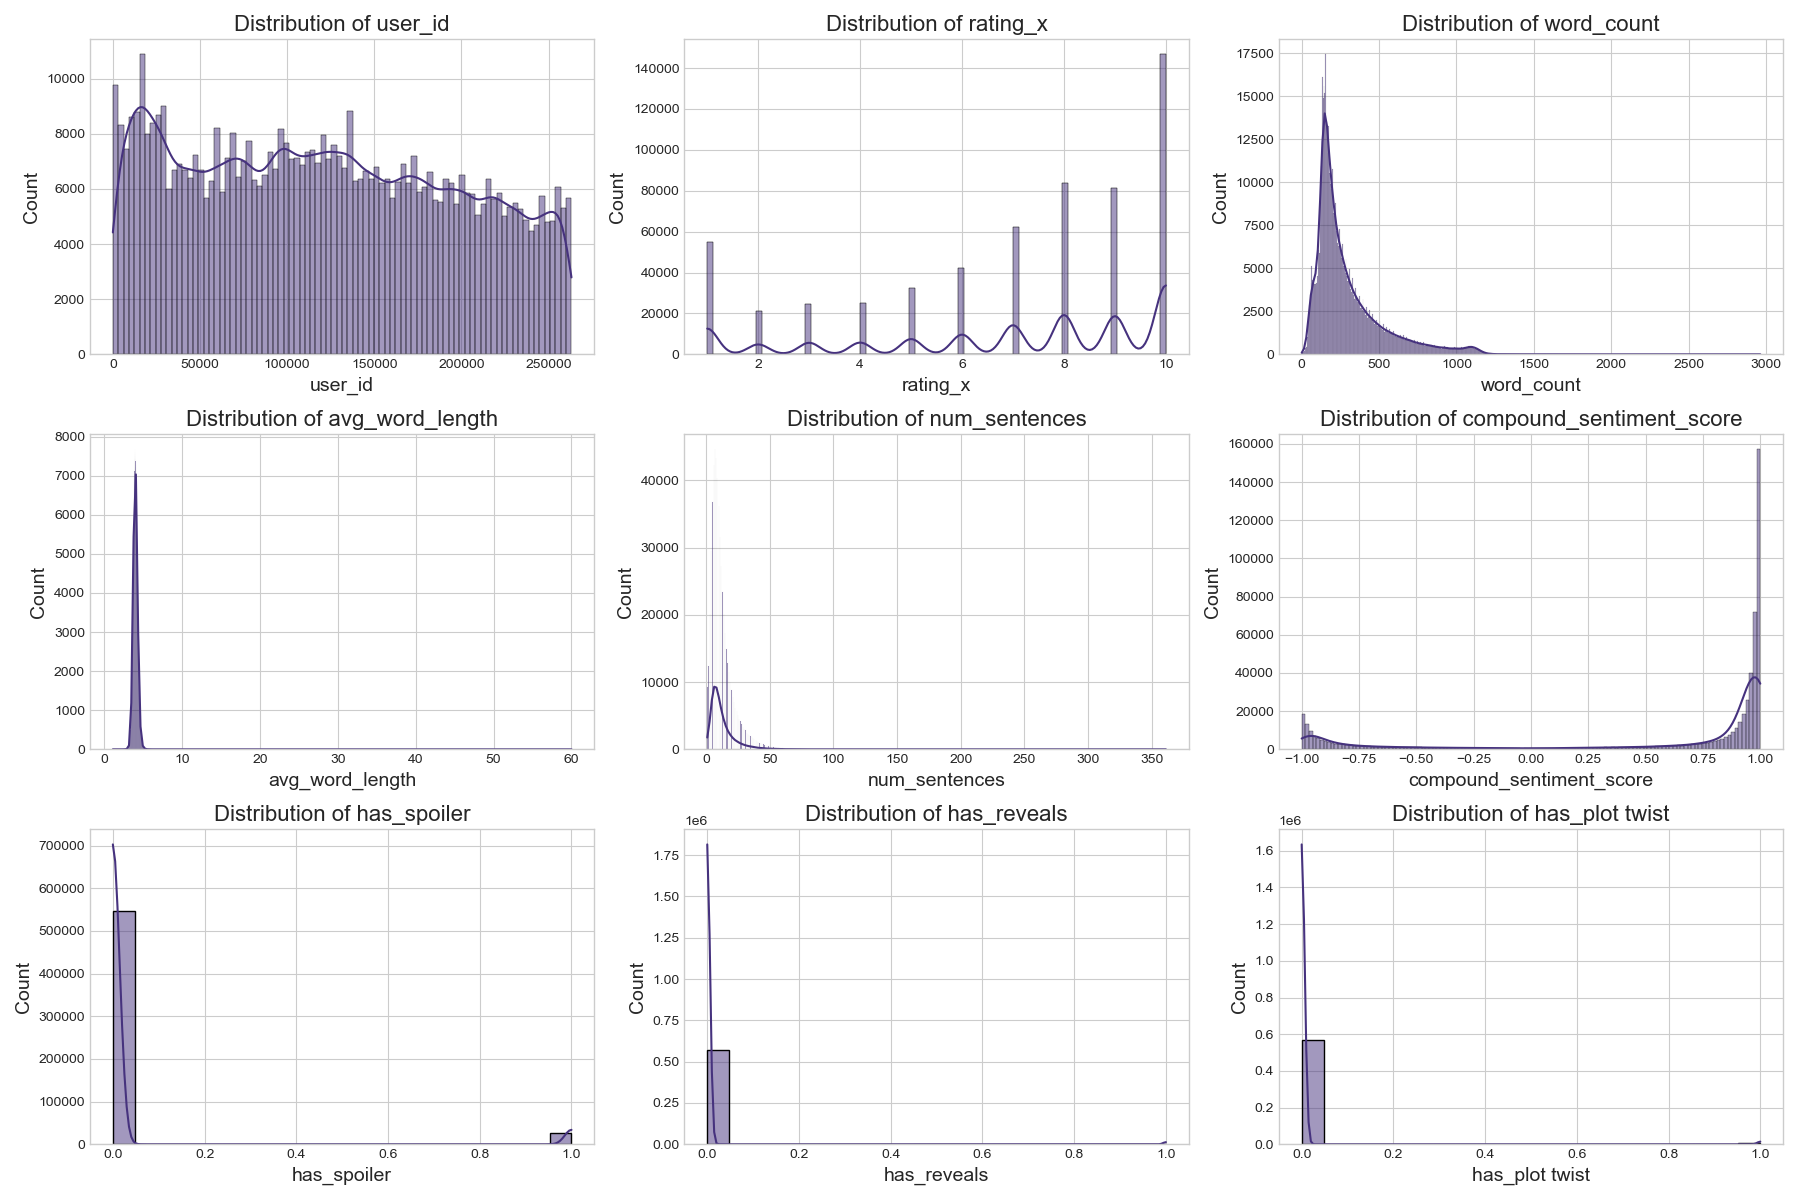 Distribution of user_id
Count
10000
8000
6000
4000
2000
0
0 50000 100000 150000 200000 250000
user_id
Distribution of rating_x
Count
140000
120000
100000
80000
60000
40000
20000
0
2 4 6 8 10
rating_x
Distribution of word_count
Count
17500
15000
12500
10000
7500
5000
2500
0
0 500 1000 1500 2000 2500 3000
word_count
Distribution of avg_word_length
Count
8000
7000
6000
5000
4000
3000
2000
1000
0
0 10 20 30 40 50 60
avg_word_length
Distribution of num_sentences
Count
40000
30000
20000
10000
0
0 50 100 150 200 250 300 350
num_sentences
Distribution of compound_sentiment_score
Count
160000
140000
120000
100000
80000
60000
40000
20000
0
−1.00 −0.75 −0.50 −0.25 0.00 0.25 0.50 0.75 1.00
compound_sentiment_score
Distribution of has_spoiler
Count
700000
600000
500000
400000
300000
200000
100000
0
0.0 0.2 0.4 0.6 0.8 1.0
has_spoiler
Distribution of has_reveals
1e6
Count
1.75
1.50
1.25
1.00
0.75
0.50
0.25
0.00
0.0 0.2 0.4 0.6 0.8 1.0
has_reveals
Distribution of has_plot twist
1e6
Count
1.6
1.4
1.2
1.0
0.8
0.6
0.4
0.2
0.0
0.0 0.2 0.4 0.6 0.8 1.0
has_plot twist